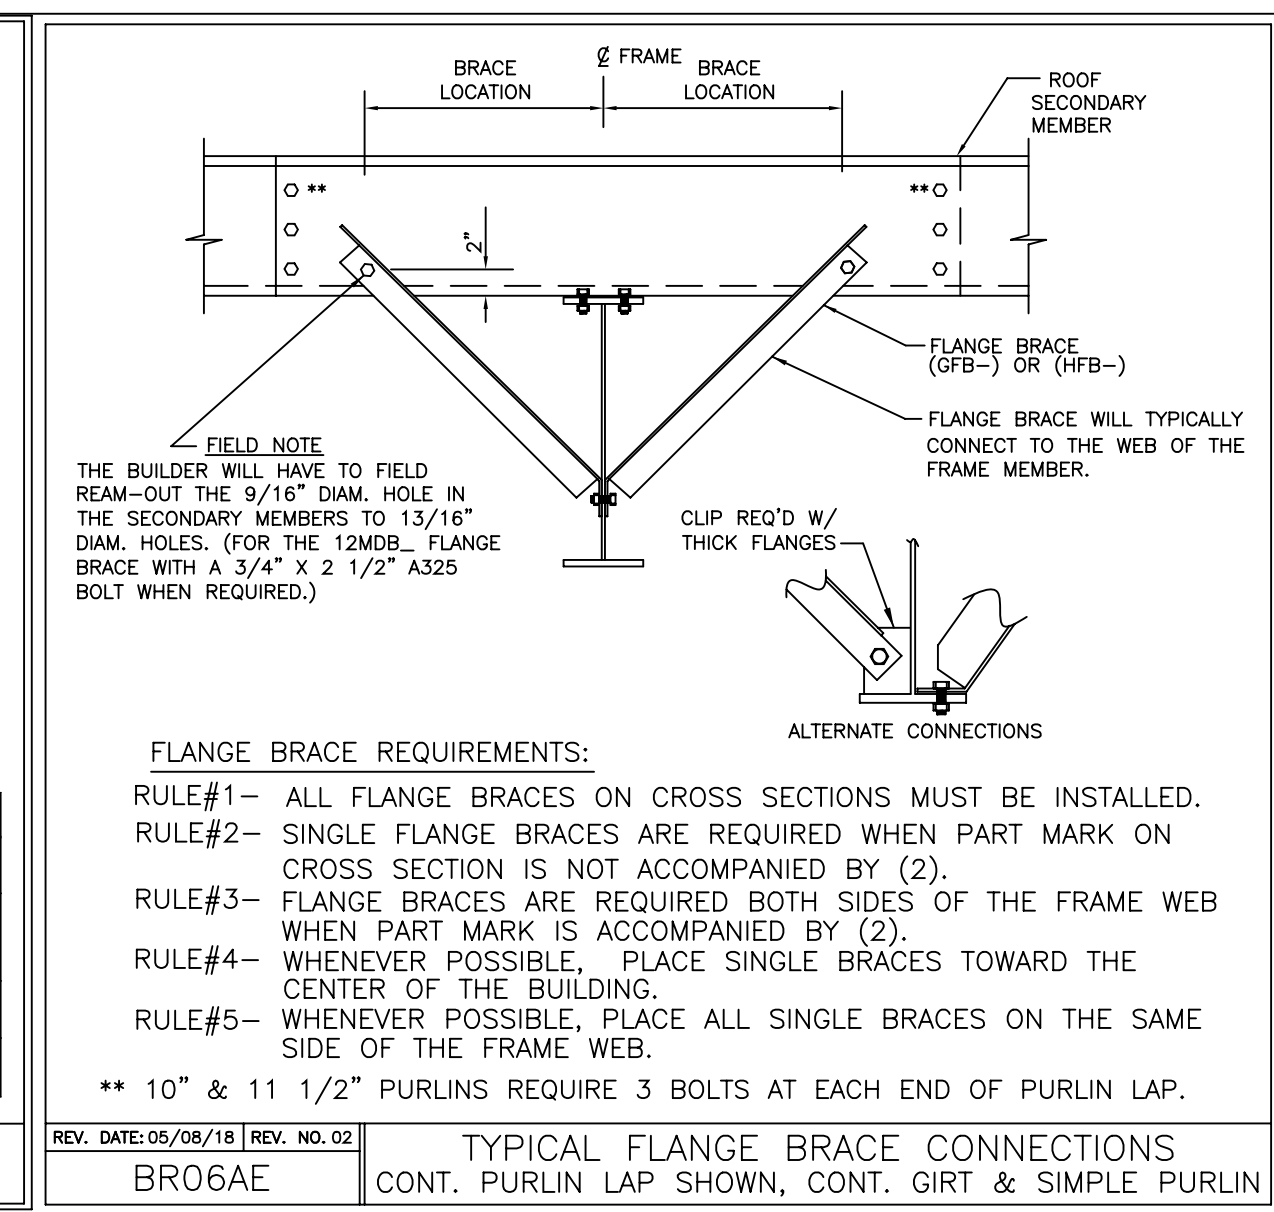 ℄ FRAME
BRACE
LOCATION
BRACE
LOCATION
ROOF
SECONDARY
MEMBER
**
**
2"
FLANGE BRACE
(GFB-) OR (HFB-)
FLANGE BRACE WILL TYPICALLY
CONNECT TO THE WEB OF THE
FRAME MEMBER.
FIELD NOTE
THE BUILDER WILL HAVE TO FIELD
REAM-OUT THE 9/16" DIAM. HOLE IN
THE SECONDARY MEMBERS TO 13/16"
DIAM. HOLES. (FOR THE 12MDB_ FLANGE
BRACE WITH A 3/4" X 2 1/2" A325
BOLT WHEN REQUIRED.)
CLIP REQ'D W/
THICK FLANGES
ALTERNATE CONNECTIONS
FLANGE BRACE REQUIREMENTS:
RULE#1- ALL FLANGE BRACES ON CROSS SECTIONS MUST BE INSTALLED.
RULE#2- SINGLE FLANGE BRACES ARE REQUIRED WHEN PART MARK ON
CROSS SECTION IS NOT ACCOMPANIED BY (2).
RULE#3- FLANGE BRACES ARE REQUIRED BOTH SIDES OF THE FRAME WEB
WHEN PART MARK IS ACCOMPANIED BY (2).
RULE#4- WHENEVER POSSIBLE, PLACE SINGLE BRACES TOWARD THE
CENTER OF THE BUILDING.
RULE#5- WHENEVER POSSIBLE, PLACE ALL SINGLE BRACES ON THE SAME
SIDE OF THE FRAME WEB.
** 10" & 11 1/2" PURLINS REQUIRE 3 BOLTS AT EACH END OF PURLIN LAP.
REV. DATE: 05/08/18 REV. NO. 02
BR06AE
TYPICAL FLANGE BRACE CONNECTIONS
CONT. PURLIN LAP SHOWN, CONT. GIRT & SIMPLE PURLIN